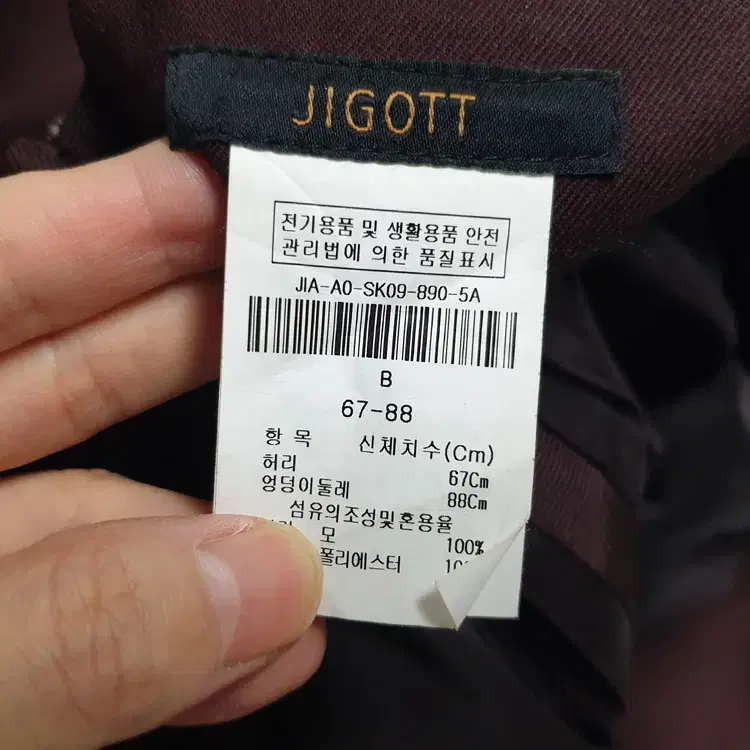 JIGOTT
전기용품 및 생활용품 안전
관리법에 의한 품질표시
JIA-A0-SK09-890-5A
B
67-88
항 목 신체치수(Cm)
허리 67Cm
엉덩이둘레 88Cm
섬유의조성및혼용율
모 100%
폴리에스터